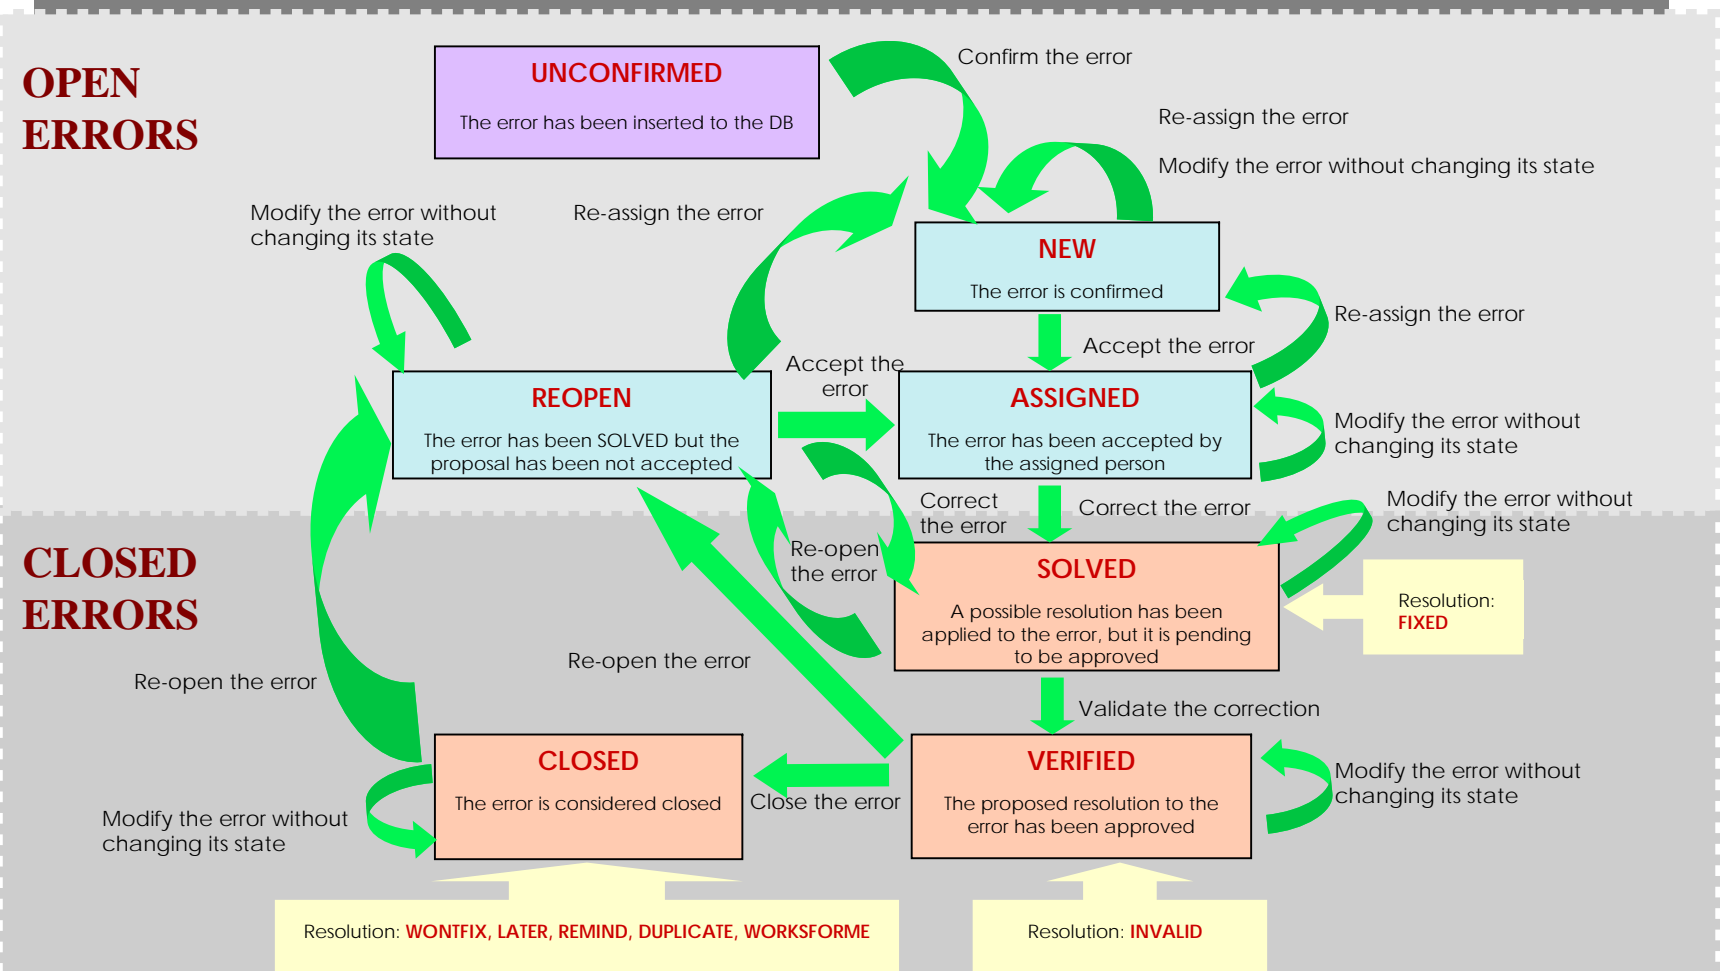 OPEN
ERRORS
UNCONFIRMED
The error has been inserted to the DB
Confirm the error
Re-assign the error
Modify the error without changing its state
Modify the error without
changing its state
Re-assign the error
NEW
The error is confirmed
Re-assign the error
Accept the error
Accept the
error
REOPEN
The error has been SOLVED but the
proposal has been not accepted
ASSIGNED
The error has been accepted by
the assigned person
Modify the error without
changing its state
Correct
the error
Correct the error
Modify the error without
changing its state
CLOSED
ERRORS
Re-open
the error
SOLVED
A possible resolution has been
applied to the error, but it is pending
to be approved
Resolution:
FIXED
Re-open the error
Re-open the error
Validate the correction
CLOSED
The error is considered closed
Close the error
VERIFIED
The proposed resolution to the
error has been approved
Modify the error without
changing its state
Modify the error without
changing its state
Resolution: WONTFIX, LATER, REMIND, DUPLICATE, WORKSFORME
Resolution: INVALID